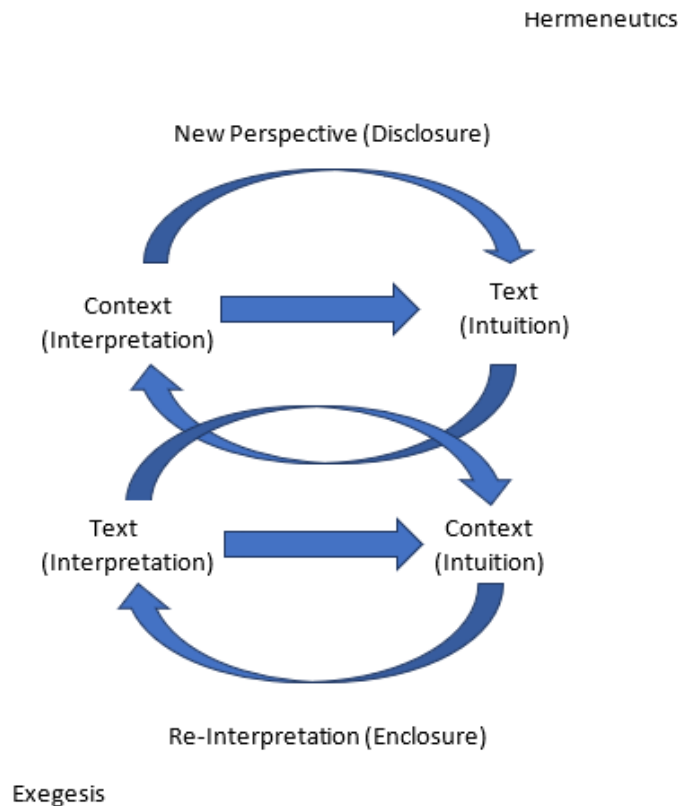 Hermeneutics
New Perspective (Disclosure)
Context
(Interpretation)
Text
(Intuition)
Text
(Interpretation)
Context
(Intuition)
Re-Interpretation (Enclosure)
Exegesis